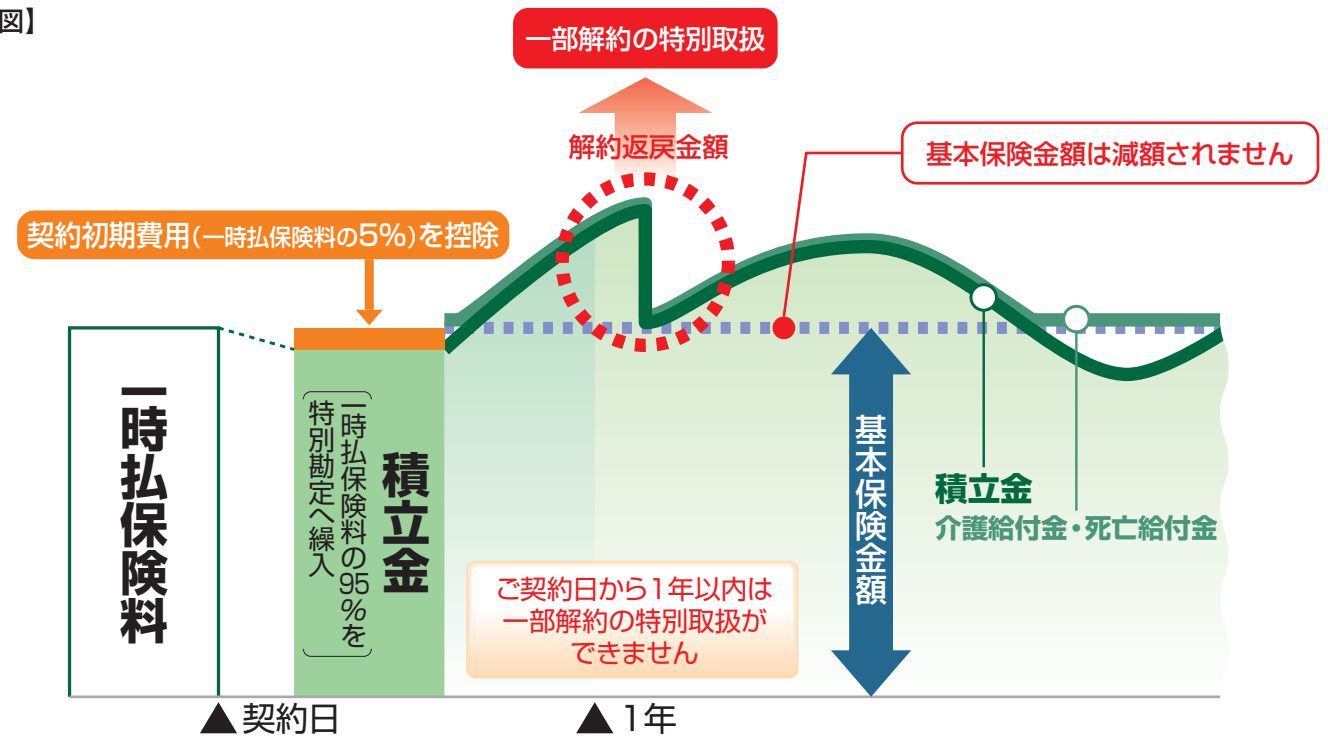 図】
一部解約の特別取扱
解約返戻金額
基本保険金額は減額されません
契約初期費用(一時払保険料の5%)を控除
一時払保険料
積立金
一時払保険料の95%を
特別勘定へ繰入
基本保険金額
積立金
介護給付金・死亡給付金
ご契約日から1年以内は
一部解約の特別取扱が
できません
▲契約日
▲1年